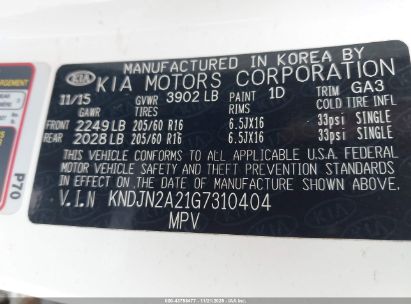 MANUFACTURED IN KOREA BY
KIA KIA MOTORS CORPORATION
11/15 GVWR 3902 LB PAINT 1D TRIM GA3
GAWR TIRES RIMS COLD TIRE INFL
FRONT 2249 LB 205/60 R16 6.5JX16 33psi SINGLE
REAR 2028 LB 205/60 R16 6.5JX16 33psi SINGLE
THIS VEHICLE CONFORMS TO ALL APPLICABLE U.S.A. FEDERAL
MOTOR VEHICLE SAFETY AND THEFT PREVENTION STANDARDS
IN EFFECT ON THE DATE OF MANUFACTURE SHOWN ABOVE.
V.I.N KNDJN2A21G7310404
MPV
P70